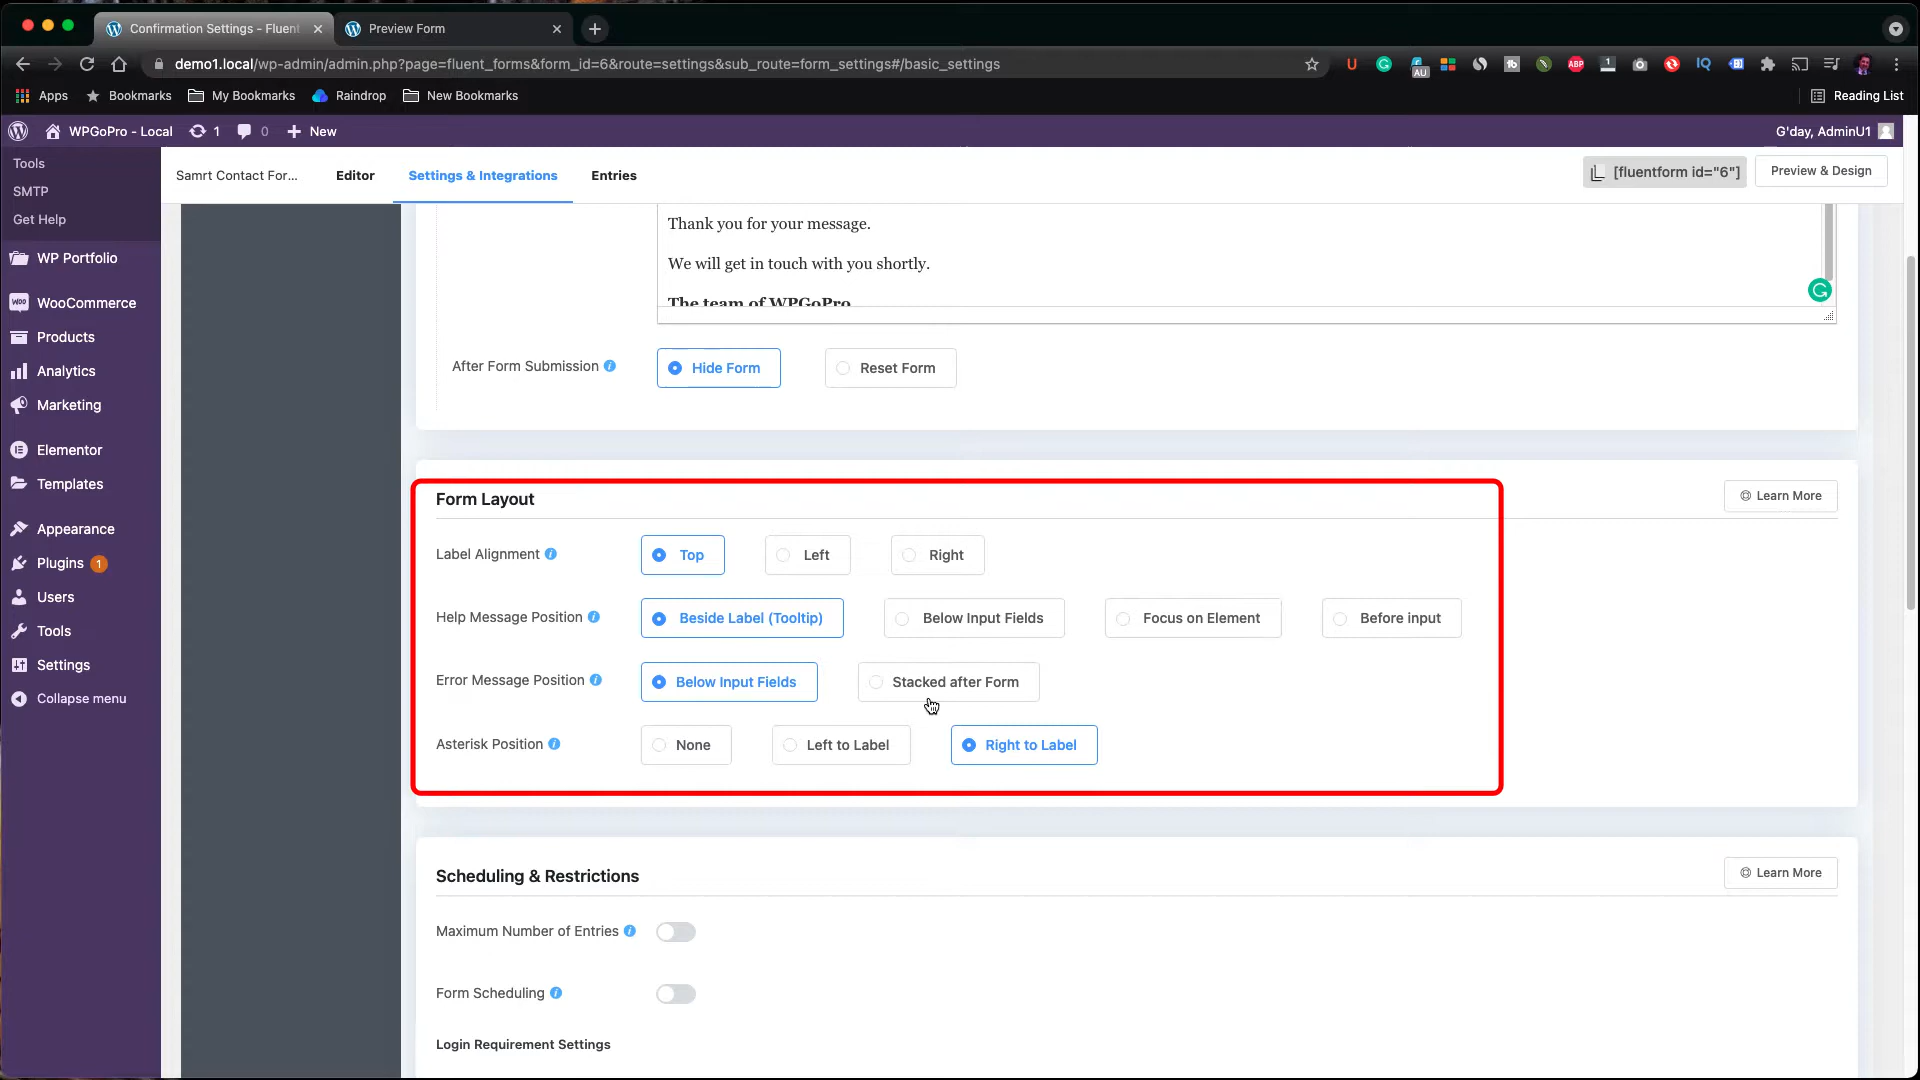 Confirmation Settings - Fluent
Preview Form
demo1.local/wp-admin/admin.php?page=fluent_forms&form_id=6&route=settings&sub_route=form_settings#/basic_settings
U
AU
tb
ABP
1
IQ
Apps
Bookmarks
My Bookmarks
Raindrop
New Bookmarks
Reading List
WPGoPro - Local
1
0
New
G'day, AdminU1
Tools
SMTP
Get Help
WP Portfolio
WooCommerce
Products
Analytics
Marketing
Elementor
Templates
Appearance
Plugins 1
Users
Tools
Settings
Collapse menu
Samrt Contact For...
Editor
Settings & Integrations
Entries
[fluentform id="6"]
Preview & Design
Thank you for your message.
We will get in touch with you shortly.
The team of WPGoPro
After Form Submission
Hide Form
Reset Form
Form Layout
Learn More
Label Alignment
Top
Left
Right
Help Message Position
Beside Label (Tooltip)
Below Input Fields
Focus on Element
Before input
Error Message Position
Below Input Fields
Stacked after Form
Asterisk Position
None
Left to Label
Right to Label
Scheduling & Restrictions
Learn More
Maximum Number of Entries
Form Scheduling
Login Requirement Settings